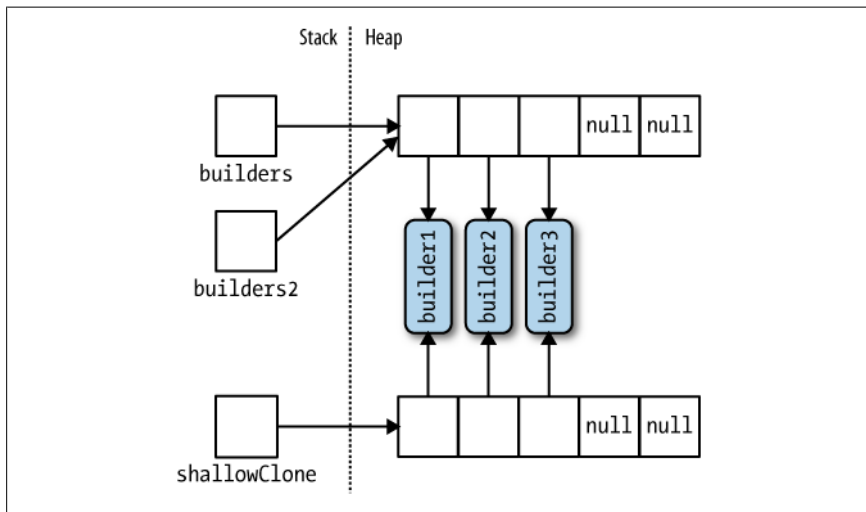 Stack Heap
null null
builders
builders2
builder1 builder2 builder3
null null
shallowClone